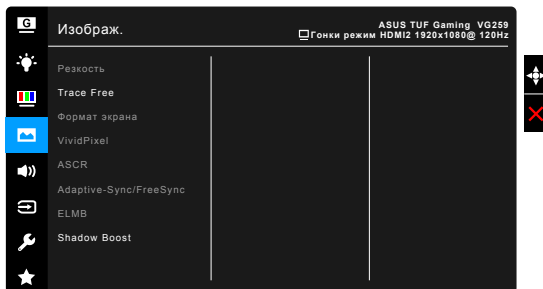 G
Изображ.
ASUS TUF Gaming VG259
Гонки режим HDMI2 1920x1080@ 120Hz
Резкость
Trace Free
Формат экрана
VividPixel
ASCR
Adaptive-Sync/FreeSync
ELMB
Shadow Boost